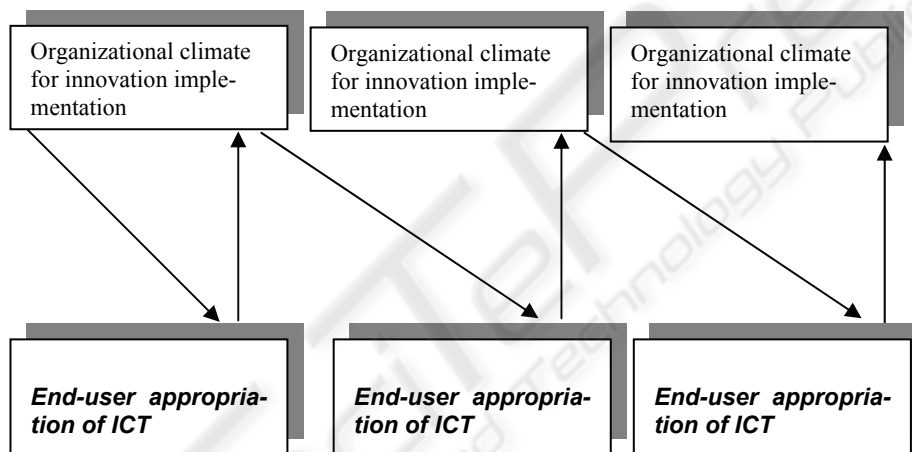 Organizational climate
for innovation imple-
mentation
Organizational climate
for innovation imple-
mentation
Organizational climate
for innovation imple-
mentation
End-user appropria-
tion of ICT
End-user appropria-
tion of ICT
End-user appropria-
tion of ICT